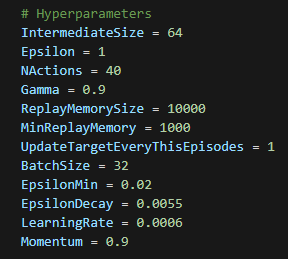 # Hyperparameters
IntermediateSize = 64
Epsilon = 1
NActions = 40
Gamma = 0.9
ReplayMemorySize = 10000
MinReplayMemory = 1000
UpdateTargetEveryThisEpisodes = 1
BatchSize = 32
EpsilonMin = 0.02
EpsilonDecay = 0.0055
LearningRate = 0.0006
Momentum = 0.9